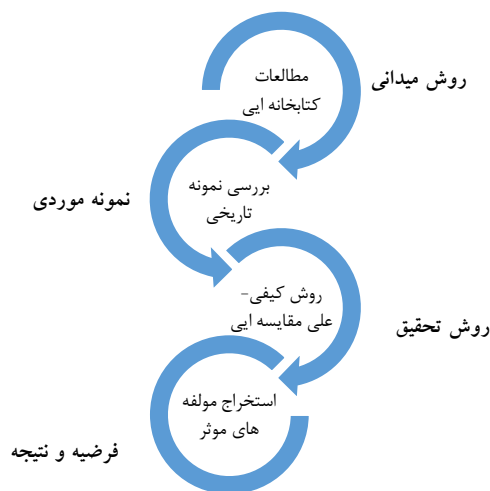 مطالعات
کتابخانه ایی
روش میدانی
بررسی نمونه
تاریخی
نمونه موردی
روش کیفی-
علی مقایسه ایی
روش تحقیق
استخراج مولفه
های موثر
فرضیه و نتیجه